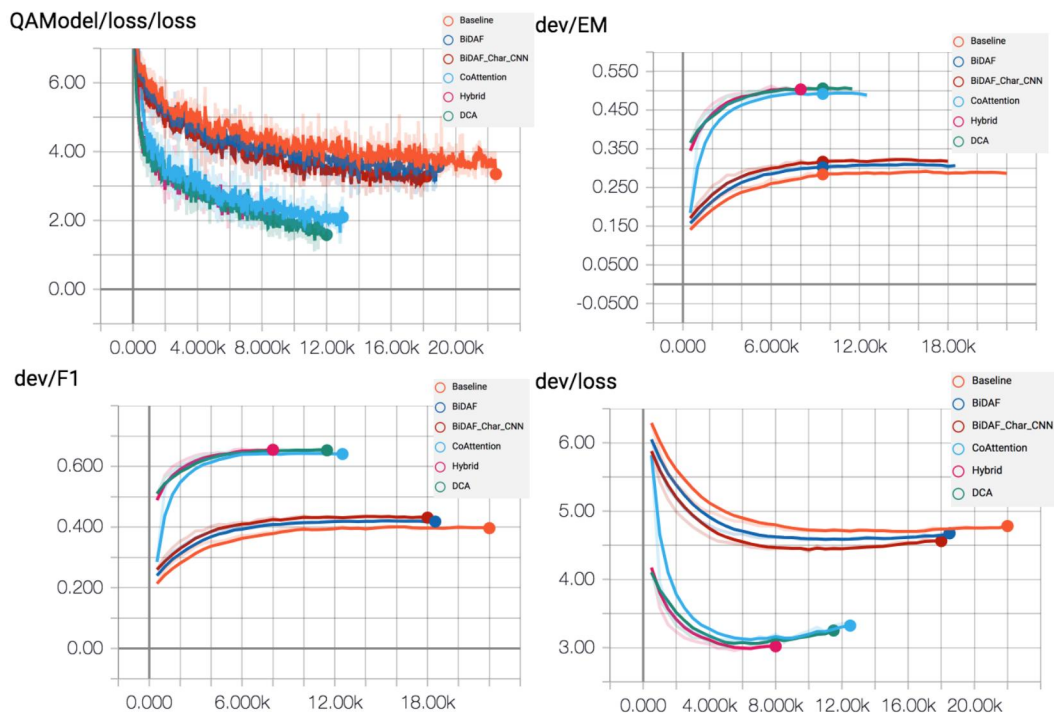 QAModel/loss/loss
Baseline
BiDAF
BiDAF_Char_CNN
CoAttention
Hybrid
DCA
6.00
4.00
2.00
0.00
0.000 4.000k 8.000k 12.00k 16.00k 20.00k
dev/EM
Baseline
BiDAF
BiDAF_Char_CNN
CoAttention
Hybrid
DCA
0.550
0.450
0.350
0.250
0.150
0.0500
-0.0500
0.000 6.000k 12.00k 18.00k
dev/F1
Baseline
BiDAF
BiDAF_Char_CNN
CoAttention
Hybrid
DCA
0.600
0.400
0.200
0.00
0.000 6.000k 12.00k 18.00k
dev/loss
Baseline
BiDAF
BiDAF_Char_CNN
CoAttention
Hybrid
DCA
6.00
5.00
4.00
3.00
0.000 4.000k 8.000k 12.00k 16.00k 20.00k